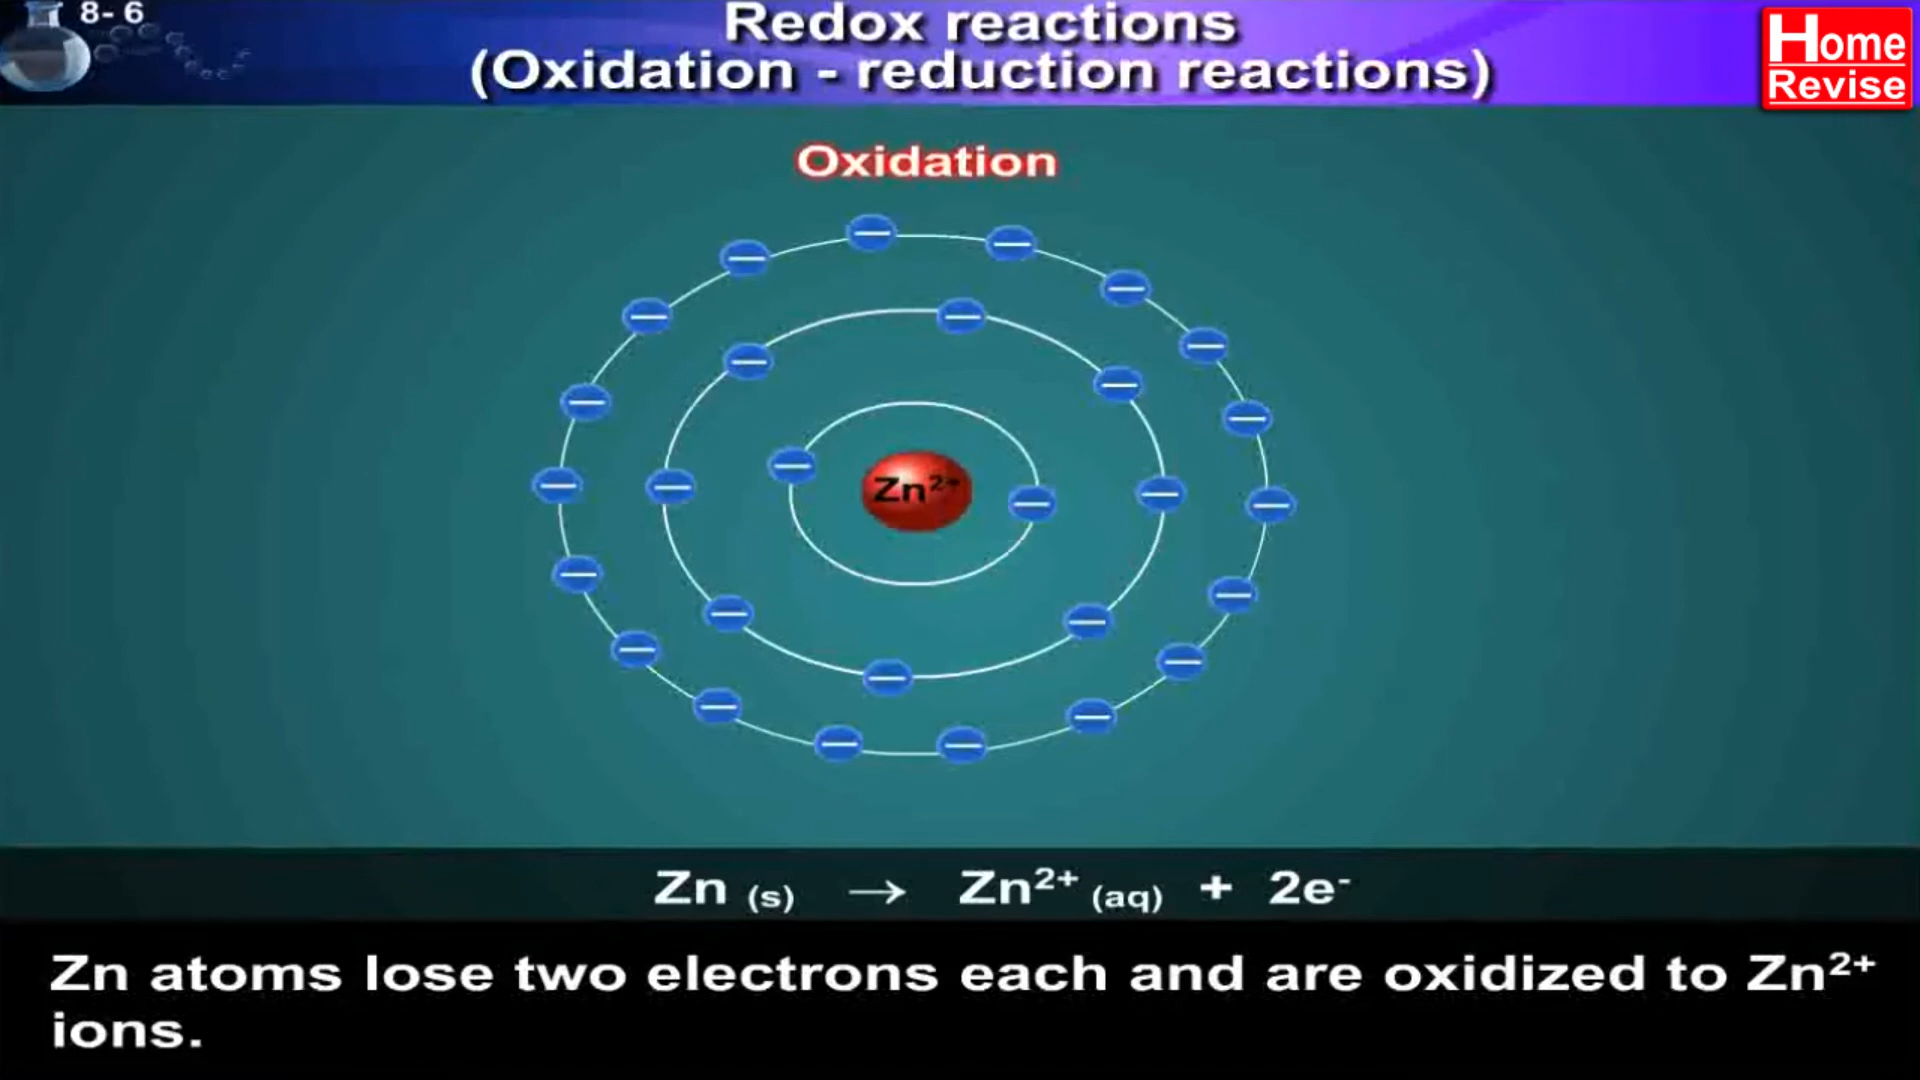 8- 6
Redox reactions
(Oxidation - reduction reactions)
Home
Revise
Oxidation
Zn²⁺
Zn (s) → Zn²⁺ (aq) + 2e⁻
Zn atoms lose two electrons each and are oxidized to Zn²⁺
ions.